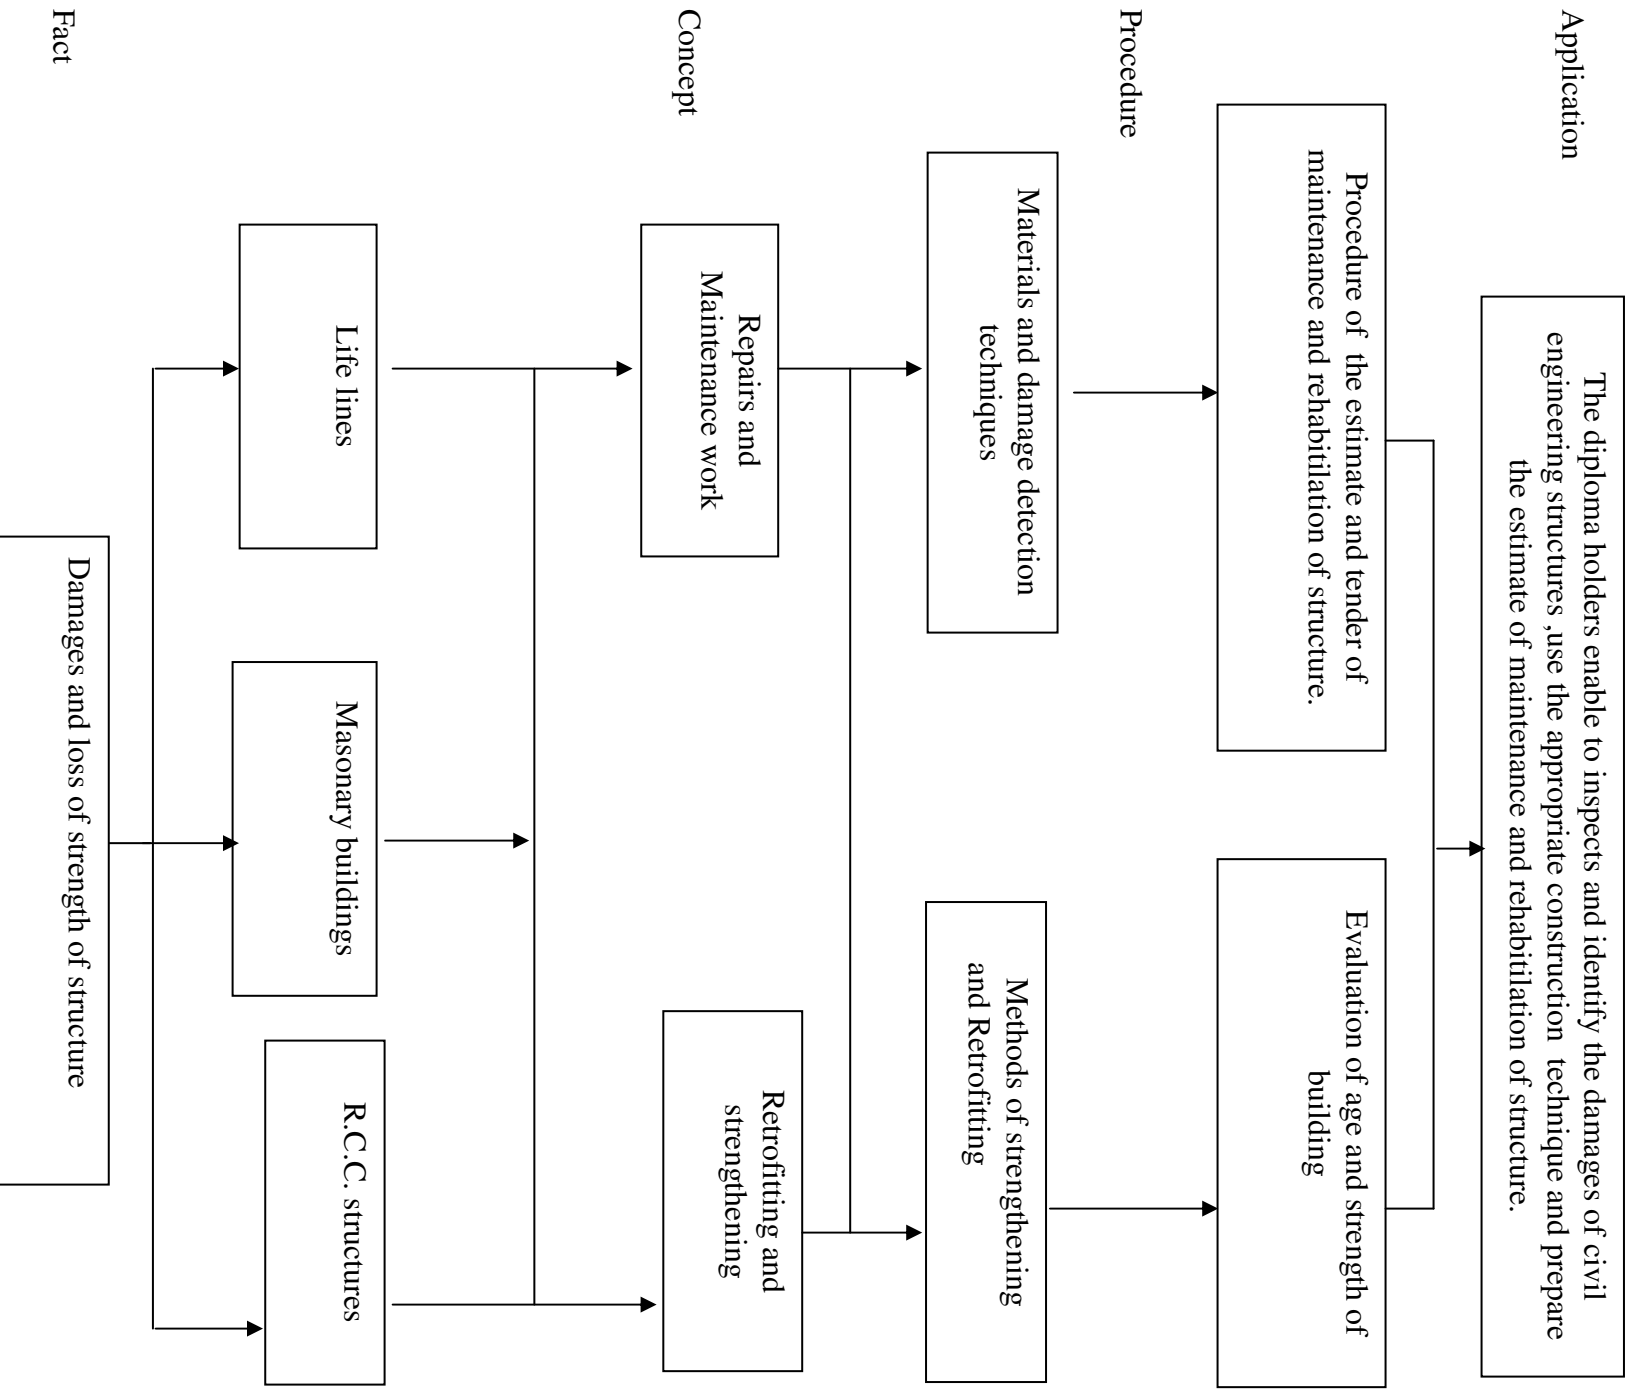 Application
The diploma holders enable to inspects and identify the damages of civil
engineering structures ,use the appropriate construction technique and prepare
the estimate of maintenance and rehabitilation of structure.
Procedure
Procedure of the estimate and tender of
maintenance and rehabitilation of structure.
Evaluation of age and strength of
building
Materials and damage detection
techniques
Methods of strengthening
and Retrofitting
Concept
Repairs and
Maintenance work
Retrofitting and
strengthening
Life lines
Masonary buildings
R.C.C. structures
Fact
Damages and loss of strength of structure